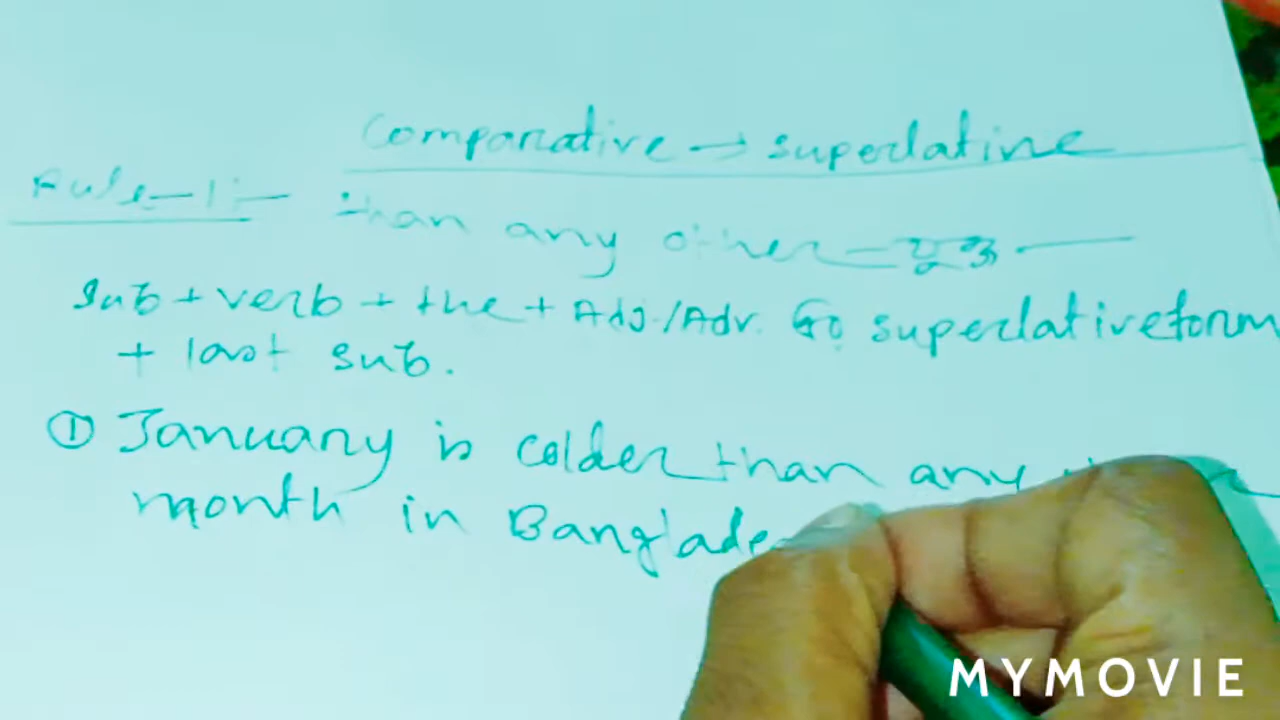 Comparative → superlative
Rule-1:- than any other যুক্ত
Sub + verb + the + Adj./Adv. এর superlative form
+ last sub.
① January is colder than any
month in Banglade
MYMOVIE